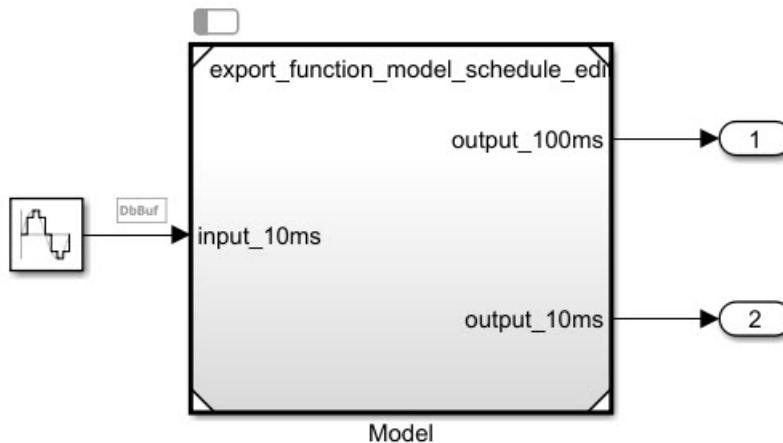 export_function_model_schedule_edi
output_100ms
1
DbBuf
input_10ms
output_10ms
2
Model